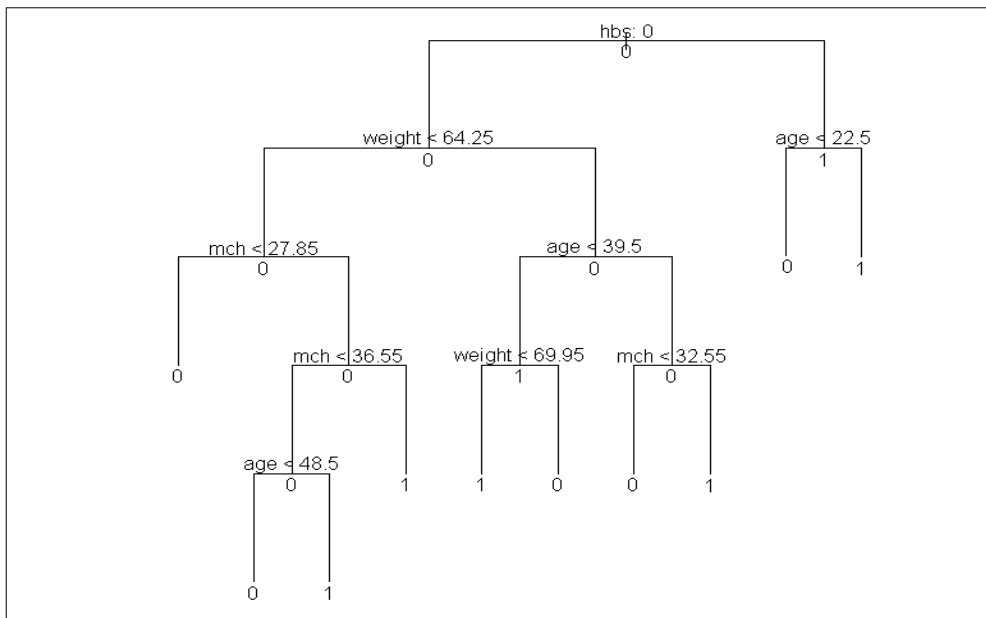 hbs: 0
0
weight < 64.25
0
age < 22.5
1
mch < 27.85
0
age < 39.5
0
0
1
mch < 36.55
0
weight < 69.95
1
mch < 32.55
0
0
age < 48.5
0
1
1
0
0
1
0
1